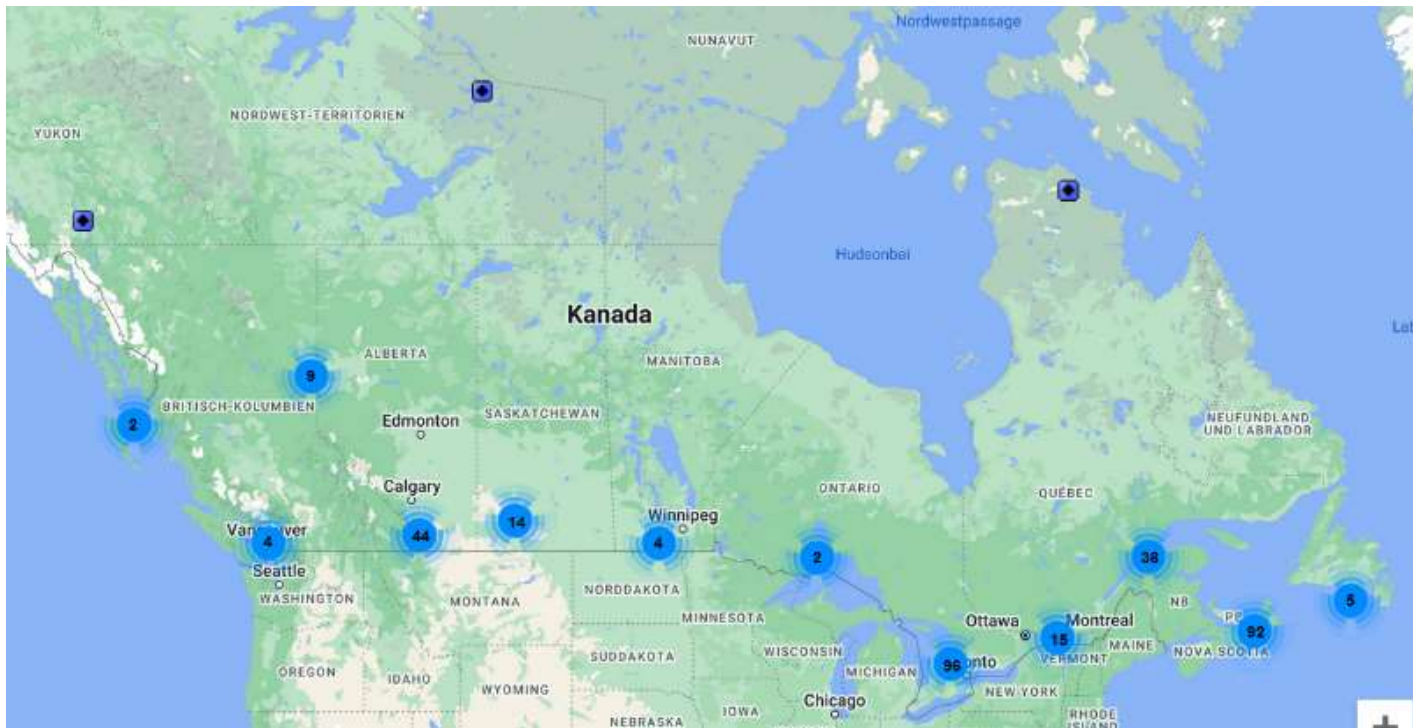 Nordwestpassage
NUNAVUT
NORDWEST-TERRITORIEN
YUKON
Hudsonbai
Kanada
ALBERTA
MANITOBA
9
BRITISCH-KOLUMBIEN
SASKATCHEWAN
2
Edmonton
NEUFUNDLAND
UND LABRADOR
Calgary
ONTARIO
QUÉBEC
14
Winnipeg
44
4
4
2
38
Seattle
WASHINGTON
NORDDAKOTA
MONTANA
MINNESOTA
NB
5
Ottawa
Montreal
15
92
MAINE
NOVA SCOTIA
VERMONT
WISCONSIN
SUDDAKOTA
96
MICHIGAN
OREGON
IDAHO
WYOMING
NEW YORK
Chicago
IOWA
NEBRASKA
RHODE
ISLAND
+